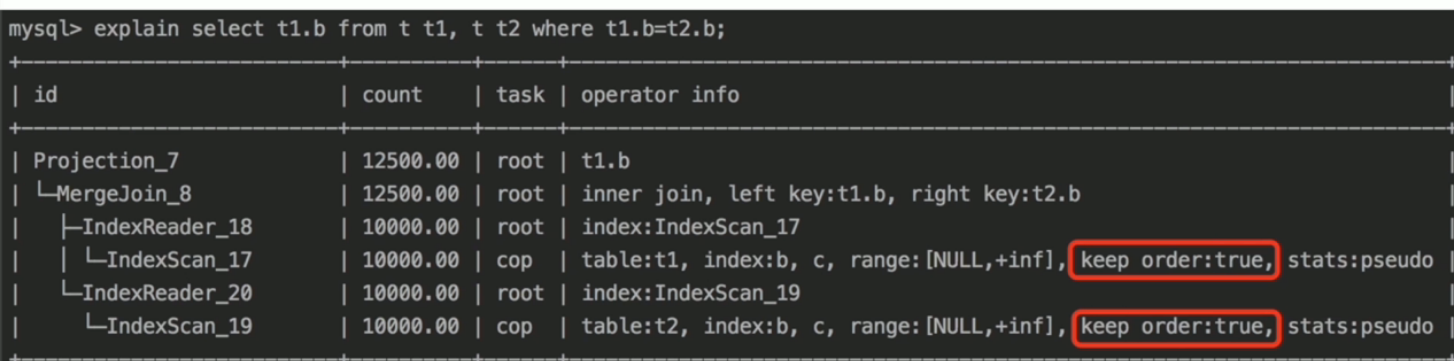 mysql> explain select t1.b from t t1, t t2 where t1.b=t2.b;
+-------------------------+----------+------+----------------------------------------------------------------------
| id | count | task | operator info |
+-------------------------+----------+------+----------------------------------------------------------------------
| Projection_7 | 12500.00 | root | t1.b |
| └─MergeJoin_8 | 12500.00 | root | inner join, left key:t1.b, right key:t2.b |
| ├─IndexReader_18 | 10000.00 | root | index:IndexScan_17 |
| │ └─IndexScan_17 | 10000.00 | cop | table:t1, index:b, c, range:[NULL,+inf], keep order:true, stats:pseudo |
| └─IndexReader_20 | 10000.00 | root | index:IndexScan_19 |
| └─IndexScan_19 | 10000.00 | cop | table:t2, index:b, c, range:[NULL,+inf], keep order:true, stats:pseudo |
+-------------------------+----------+------+----------------------------------------------------------------------